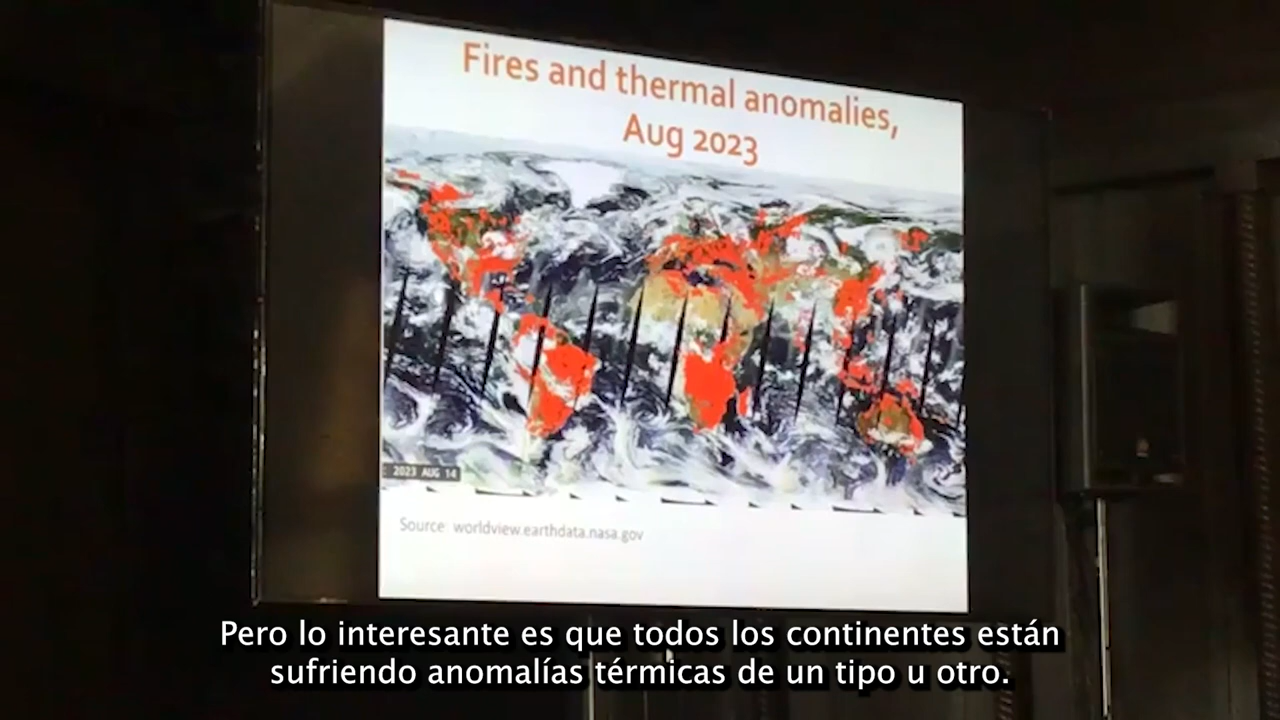 Fires and thermal anomalies,
Aug 2023
2023 AUG 14
Source: worldview.earthdata.nasa.gov
Pero lo interesante es que todos los continentes están
sufriendo anomalías térmicas de un tipo u otro.